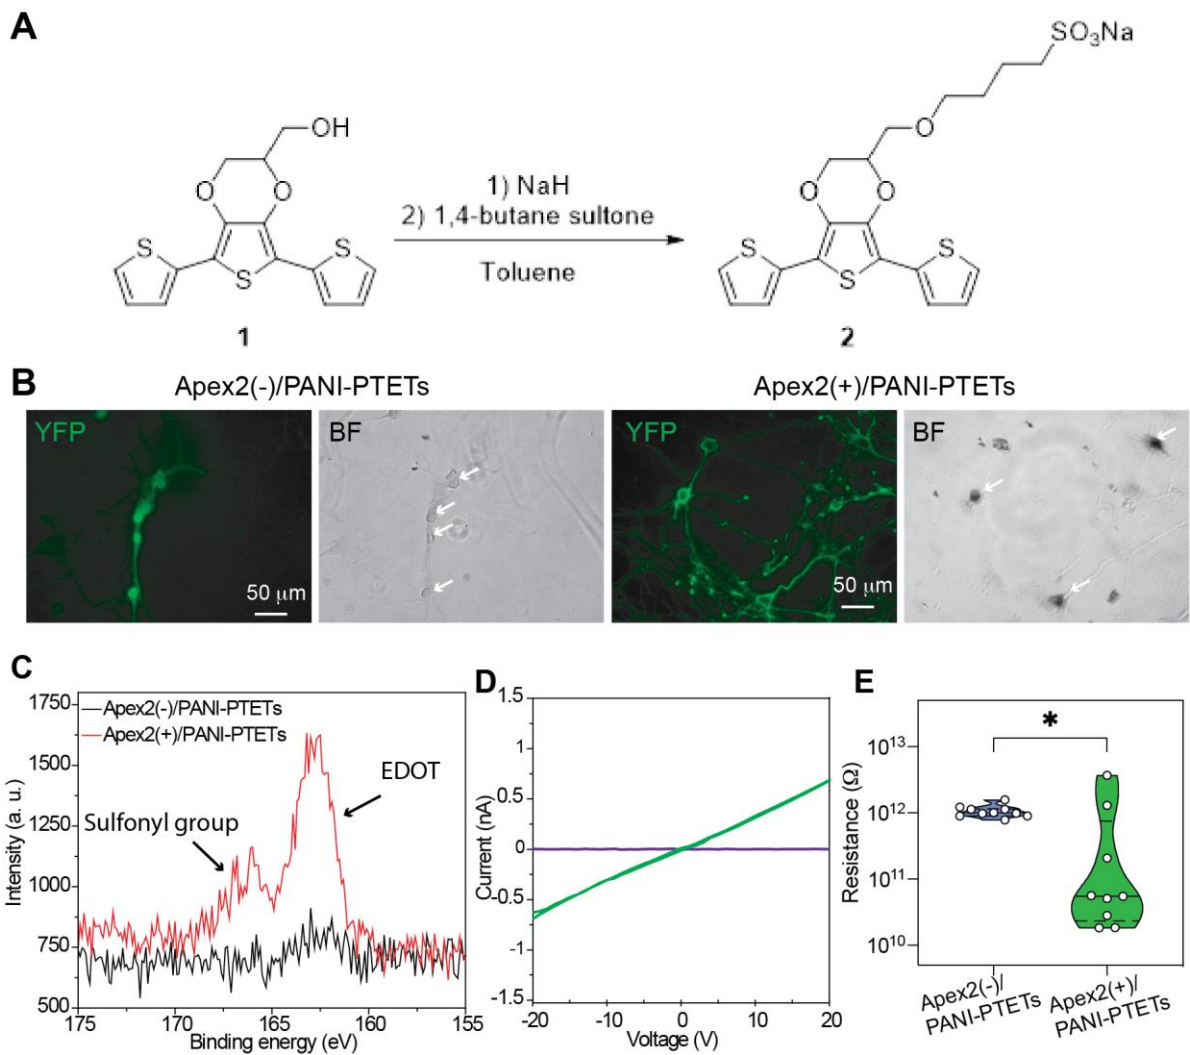 A
SO3Na
OH
O
O
O
1) NaH
O
O
2) 1,4-butane sultone
S
S
S
Toluene
S
S
S
1
2
B
Apex2(-)/PANI-PTETs
Apex2(+)/PANI-PTETs
YFP
BF
YFP
BF
50 μm
50 μm
C
1750
Apex2(-)/PANI-PTETs
Apex2(+)/PANI-PTETs
1500
EDOT
1250
Sulfonyl group
1000
750
500
Intensity (a. u.)
175
170
165
160
155
Binding energy (eV)
D
1.5
1
0.5
0
-0.5
-1
-1.5
Current (nA)
-20
-10
0
10
20
Voltage (V)
E
*
10^13
10^12
10^11
10^10
Resistance (Ω)
Apex2(-)/
PANI-PTETs
Apex2(+)/
PANI-PTETs